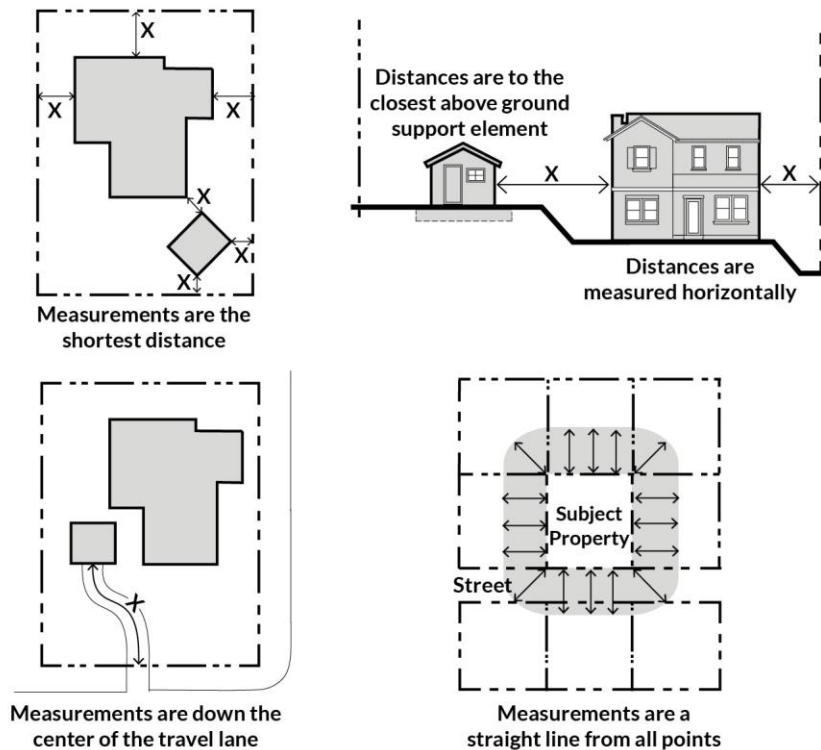 X
X
X
X
X
X
Measurements are the
shortest distance
Distances are to the
closest above ground
support element
X
X
Distances are
measured horizontally
X
Measurements are down the
center of the travel lane
Subject
Property
Street
Measurements are a
straight line from all points